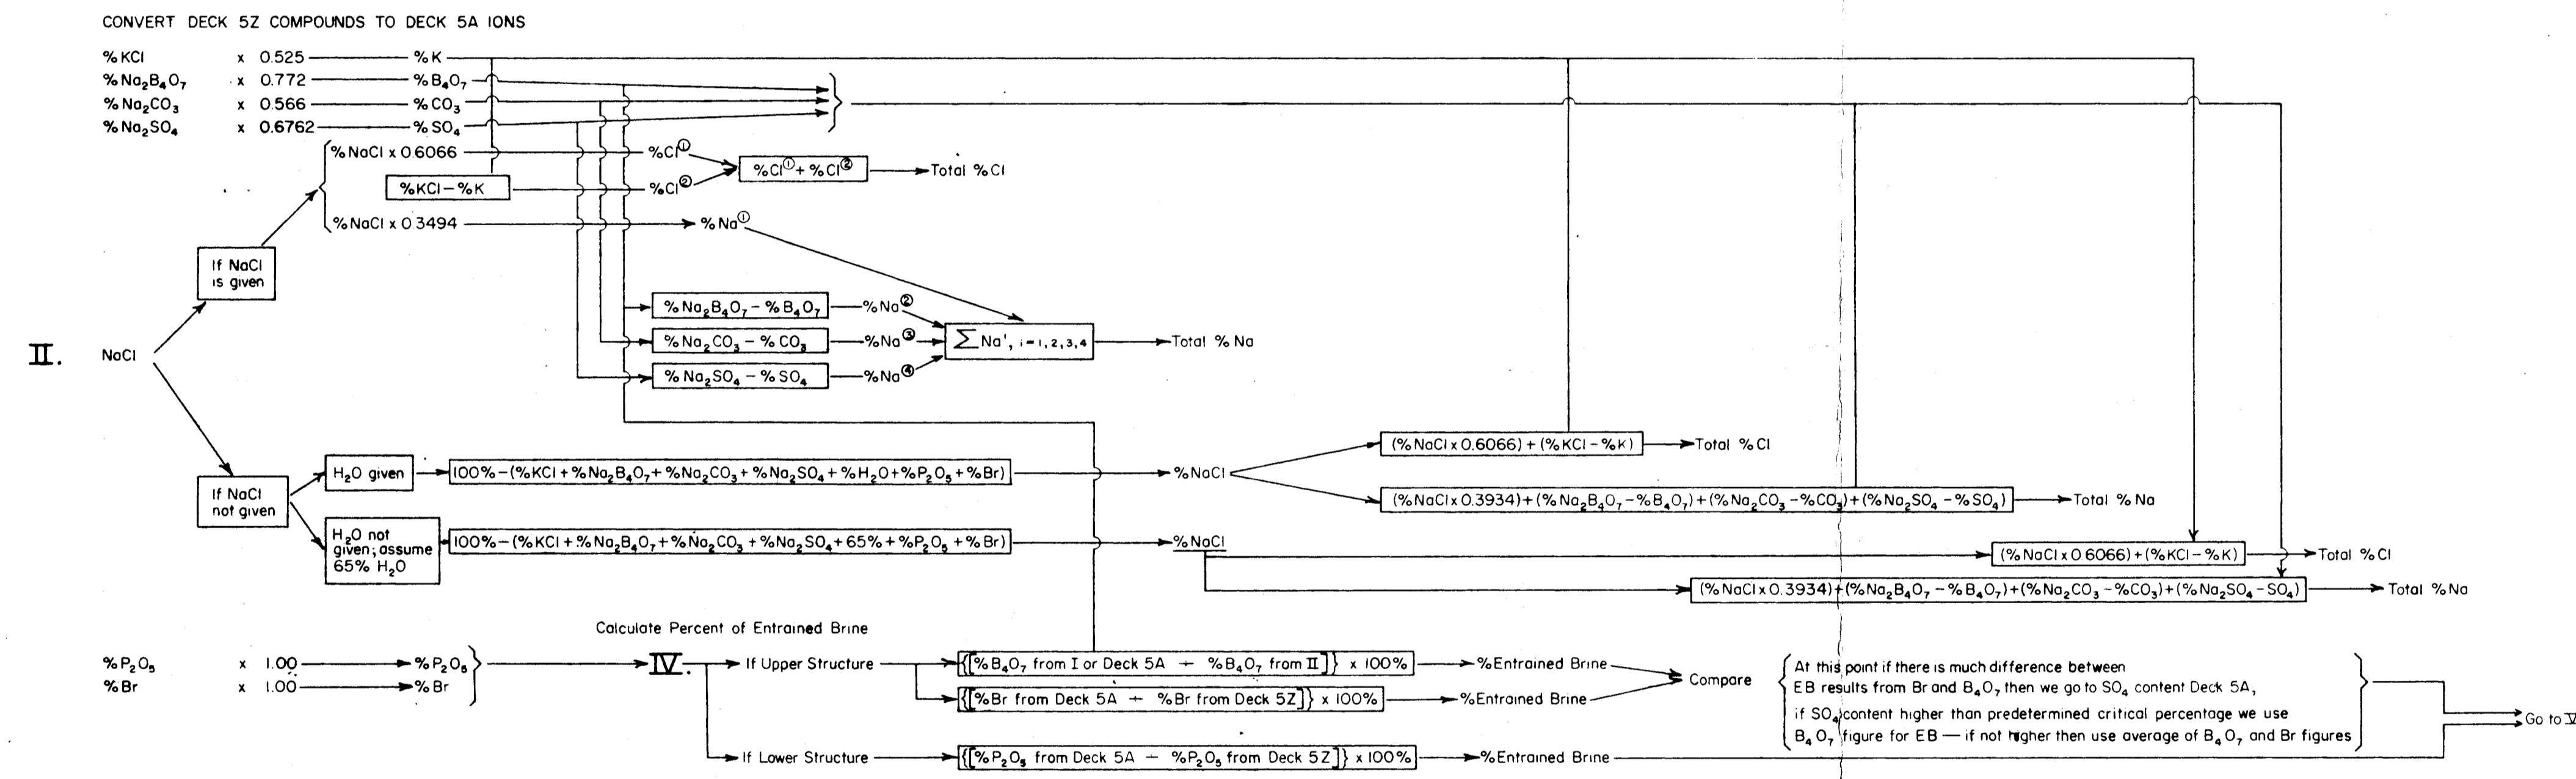 CONVERT DECK 5Z COMPOUNDS TO DECK 5A IONS
%KCl x 0.525 %K
%Na₂B₄O₇ x 0.772 %B₄O₇
%Na₂CO₃ x 0.566 %CO₃
%Na₂SO₄ x 0.6762 %SO₄
%NaCl x 0.6066 %Cl①
%Cl① + %Cl② Total %Cl
%KCl - %K %Cl②
%NaCl x 0.3494 %Na①
If NaCl
is given
%Na₂B₄O₇ - %B₄O₇ %Na②
%Na₂CO₃ - %CO₃ %Na③
∑Na', i = 1, 2, 3, 4 Total %Na
%Na₂SO₄ - %SO₄ %Na④
II. NaCl
If NaCl
not given
H₂O given
100% - (%KCl + %Na₂B₄O₇ + %Na₂CO₃ + %Na₂SO₄ + %H₂O + %P₂O₅ + %Br) %NaCl
(%NaCl x 0.6066) + (%KCl - %K) Total %Cl
(%NaCl x 0.3934) + (%Na₂B₄O₇ - %B₄O₇) + (%Na₂CO₃ - %CO₃) + (%Na₂SO₄ - %SO₄) Total %Na
H₂O not
given; assume
65% H₂O
100% - (%KCl + %Na₂B₄O₇ + %Na₂CO₃ + %Na₂SO₄ + 65% + %P₂O₅ + %Br) %NaCl
(%NaCl x 0.6066) + (%KCl - %K) Total %Cl
(%NaCl x 0.3934) + (%Na₂B₄O₇ - %B₄O₇) + (%Na₂CO₃ - %CO₃) + (%Na₂SO₄ - SO₄) Total %Na
Calculate Percent of Entrained Brine
%P₂O₅ x 1.00 %P₂O₅
%Br x 1.00 %Br
IV.
If Upper Structure {[%B₄O₇ from I or Deck 5A ÷ %B₄O₇ from II]} x 100% %Entrained Brine
{[%Br from Deck 5A ÷ %Br from Deck 5Z]} x 100% %Entrained Brine
Compare
At this point if there is much difference between
EB results from Br and B₄O₇ then we go to SO₄ content Deck 5A,
if SO₄ content higher than predetermined critical percentage we use
B₄O₇ figure for EB — if not higher then use average of B₄O₇ and Br figures
If Lower Structure {[%P₂O₅ from Deck 5A ÷ %P₂O₅ from Deck 5Z]} x 100% %Entrained Brine
Go to